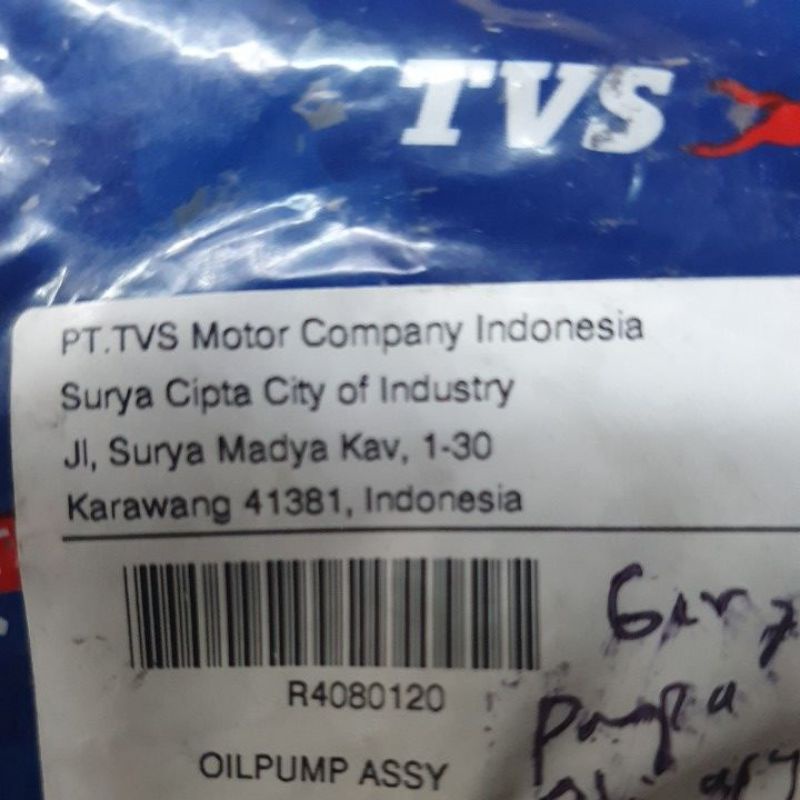 TVS
PT.TVS Motor Company Indonesia
Surya Cipta City of Industry
Jl, Surya Madya Kav, 1-30
Karawang 41381, Indonesia
R4080120
OILPUMP ASSY